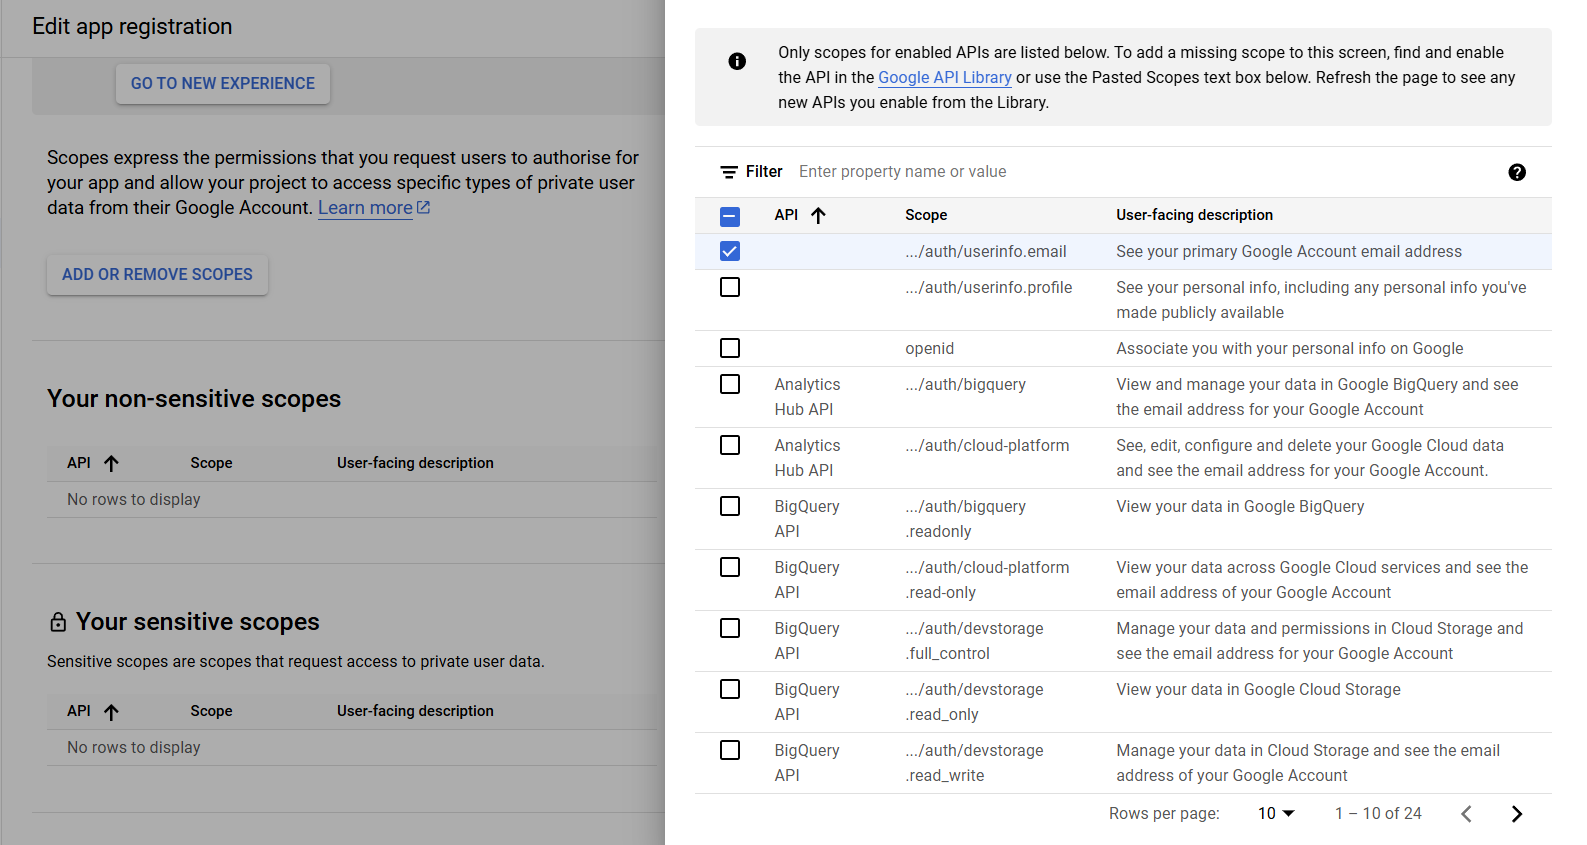 Edit app registration
GO TO NEW EXPERIENCE
Scopes express the permissions that you request users to authorise for
your app and allow your project to access specific types of private user
data from their Google Account. Learn more
ADD OR REMOVE SCOPES
Your non-sensitive scopes
API Scope User-facing description
No rows to display
Your sensitive scopes
Sensitive scopes are scopes that request access to private user data.
API Scope User-facing description
No rows to display
Only scopes for enabled APIs are listed below. To add a missing scope to this screen, find and enable
the API in the Google API Library or use the Pasted Scopes text box below. Refresh the page to see any
new APIs you enable from the Library.
Filter Enter property name or value
API Scope User-facing description
.../auth/userinfo.email See your primary Google Account email address
.../auth/userinfo.profile See your personal info, including any personal info you've
made publicly available
openid Associate you with your personal info on Google
Analytics .../auth/bigquery View and manage your data in Google BigQuery and see
Hub API the email address for your Google Account
Analytics .../auth/cloud-platform See, edit, configure and delete your Google Cloud data
Hub API and see the email address for your Google Account.
BigQuery .../auth/bigquery View your data in Google BigQuery
API .readonly
BigQuery .../auth/cloud-platform View your data across Google Cloud services and see the
API .read-only email address of your Google Account
BigQuery .../auth/devstorage Manage your data and permissions in Cloud Storage and
API .full_control see the email address for your Google Account
BigQuery .../auth/devstorage View your data in Google Cloud Storage
API .read_only
BigQuery .../auth/devstorage Manage your data in Cloud Storage and see the email
API .read_write address of your Google Account
Rows per page: 10 1 – 10 of 24